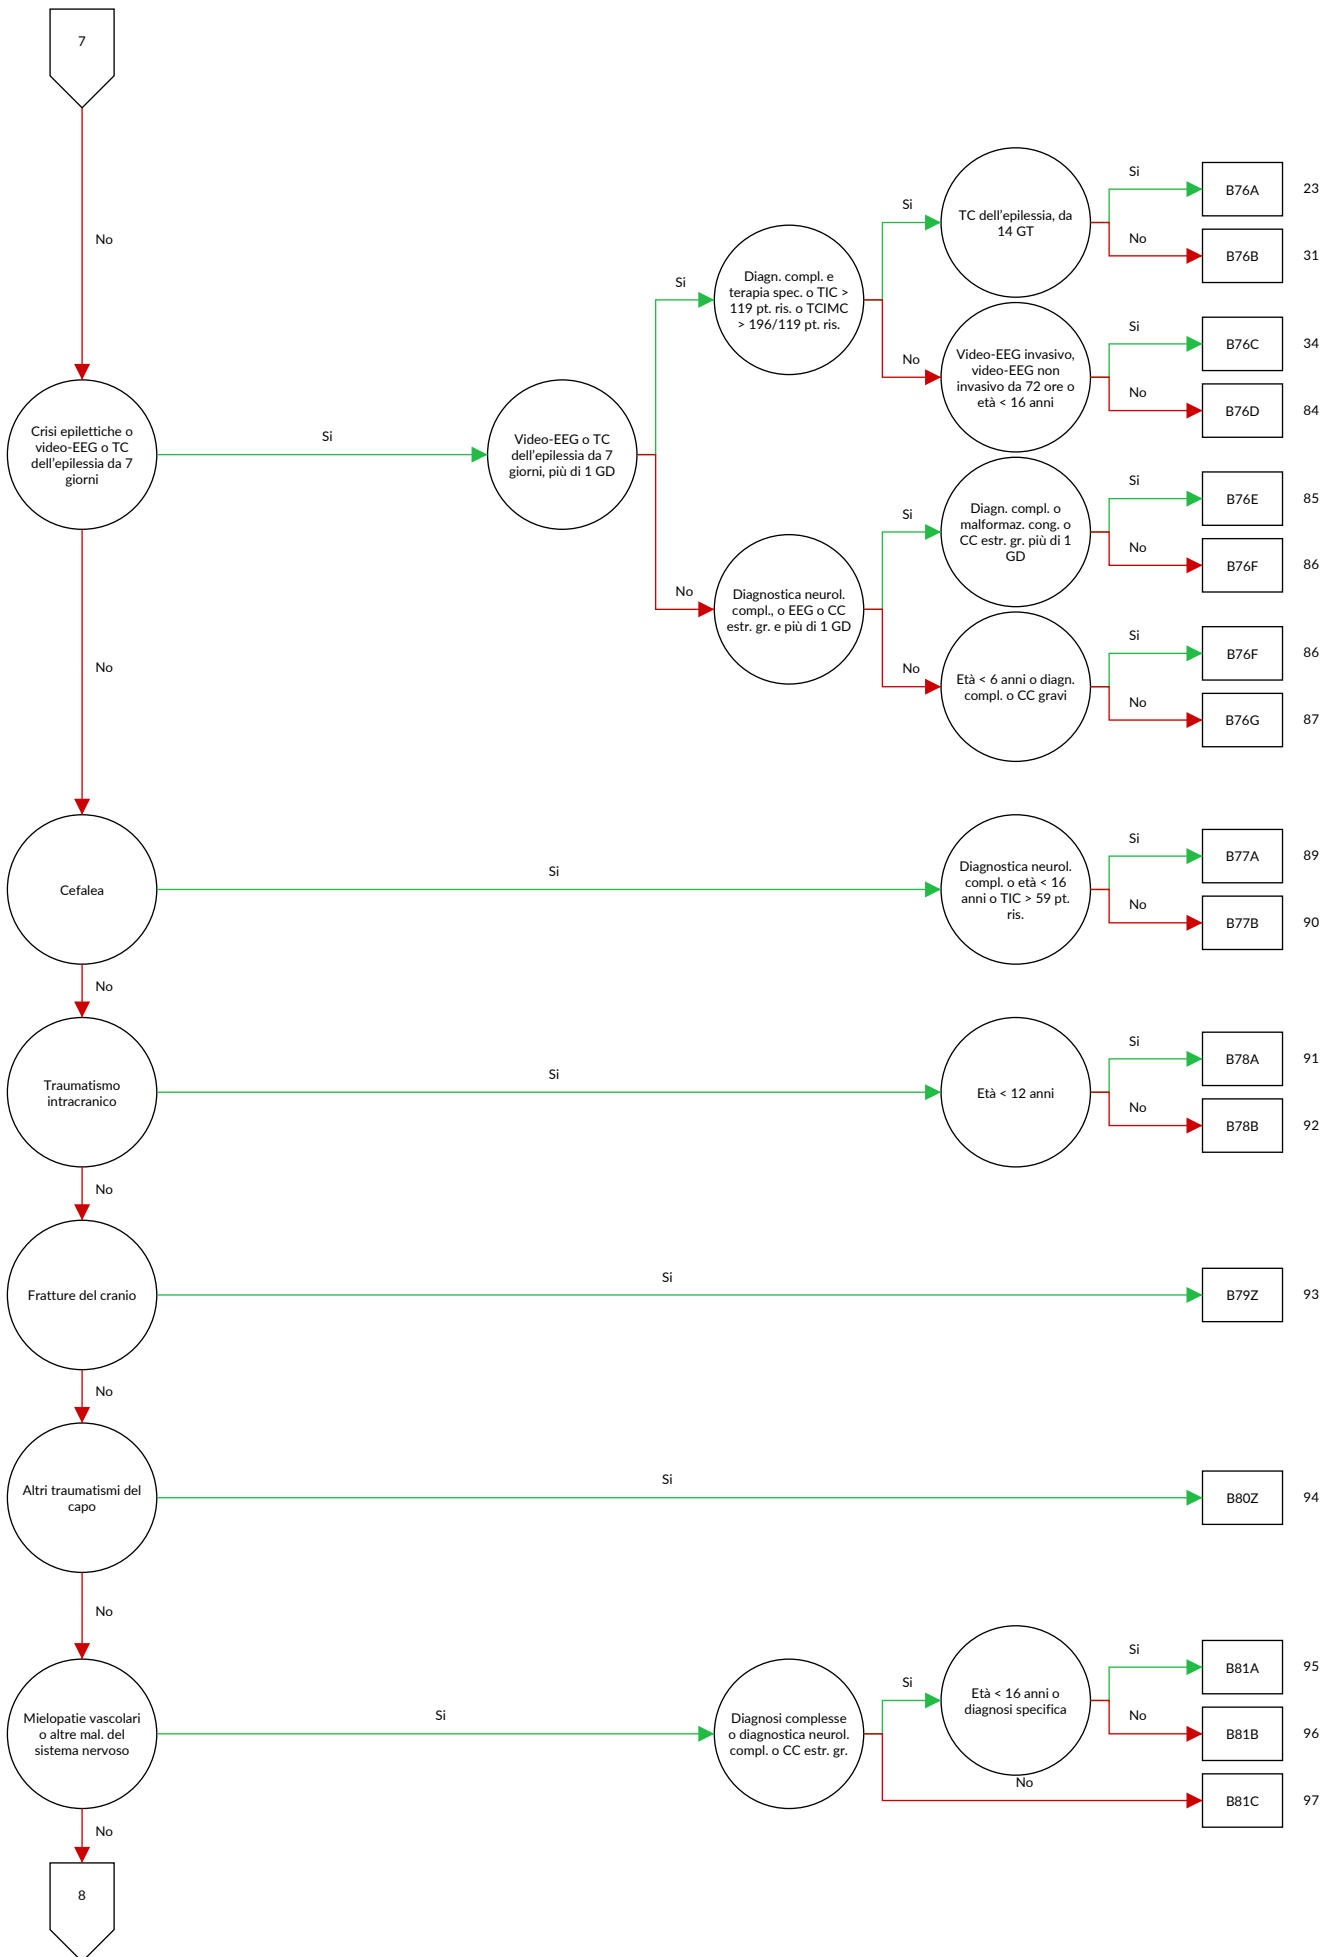 7
No
Crisi epilettiche o
video-EEG o TC
dell'epilessia da 7
giorni
Si
Video-EEG o TC
dell'epilessia da 7
giorni, più di 1 GD
Si
Diagn. compl. e
terapia spec. o TIC >
119 pt. ris. o TCIMC
> 196/119 pt. ris.
Si
TC dell'epilessia, da
14 GT
Si
B76A
23
No
B76B
31
No
Video-EEG invasivo,
video-EEG non
invasivo da 72 ore o
età < 16 anni
Si
B76C
34
No
B76D
84
No
Diagnostica neurol.
compl., o EEG o CC
estr. gr. e più di 1 GD
Si
Diagn. compl. o
malformaz. cong. o
CC estr. gr. più di 1
GD
Si
B76E
85
No
B76F
86
No
Età < 6 anni o diagn.
compl. o CC gravi
Si
B76F
86
No
B76G
87
No
Cefalea
Si
Diagnostica neurol.
compl. o età < 16
anni o TIC > 59 pt.
ris.
Si
B77A
89
No
B77B
90
No
Traumatismo
intracranico
Si
Età < 12 anni
Si
B78A
91
No
B78B
92
No
Fratture del cranio
Si
B79Z
93
No
Altri traumatismi del
capo
Si
B80Z
94
No
Mielopatie vascolari
o altre mal. del
sistema nervoso
Si
Diagnosi complesse
o diagnostica neurol.
compl. o CC estr. gr.
Si
Età < 16 anni o
diagnosi specifica
Si
B81A
95
No
B81B
96
No
B81C
97
No
8